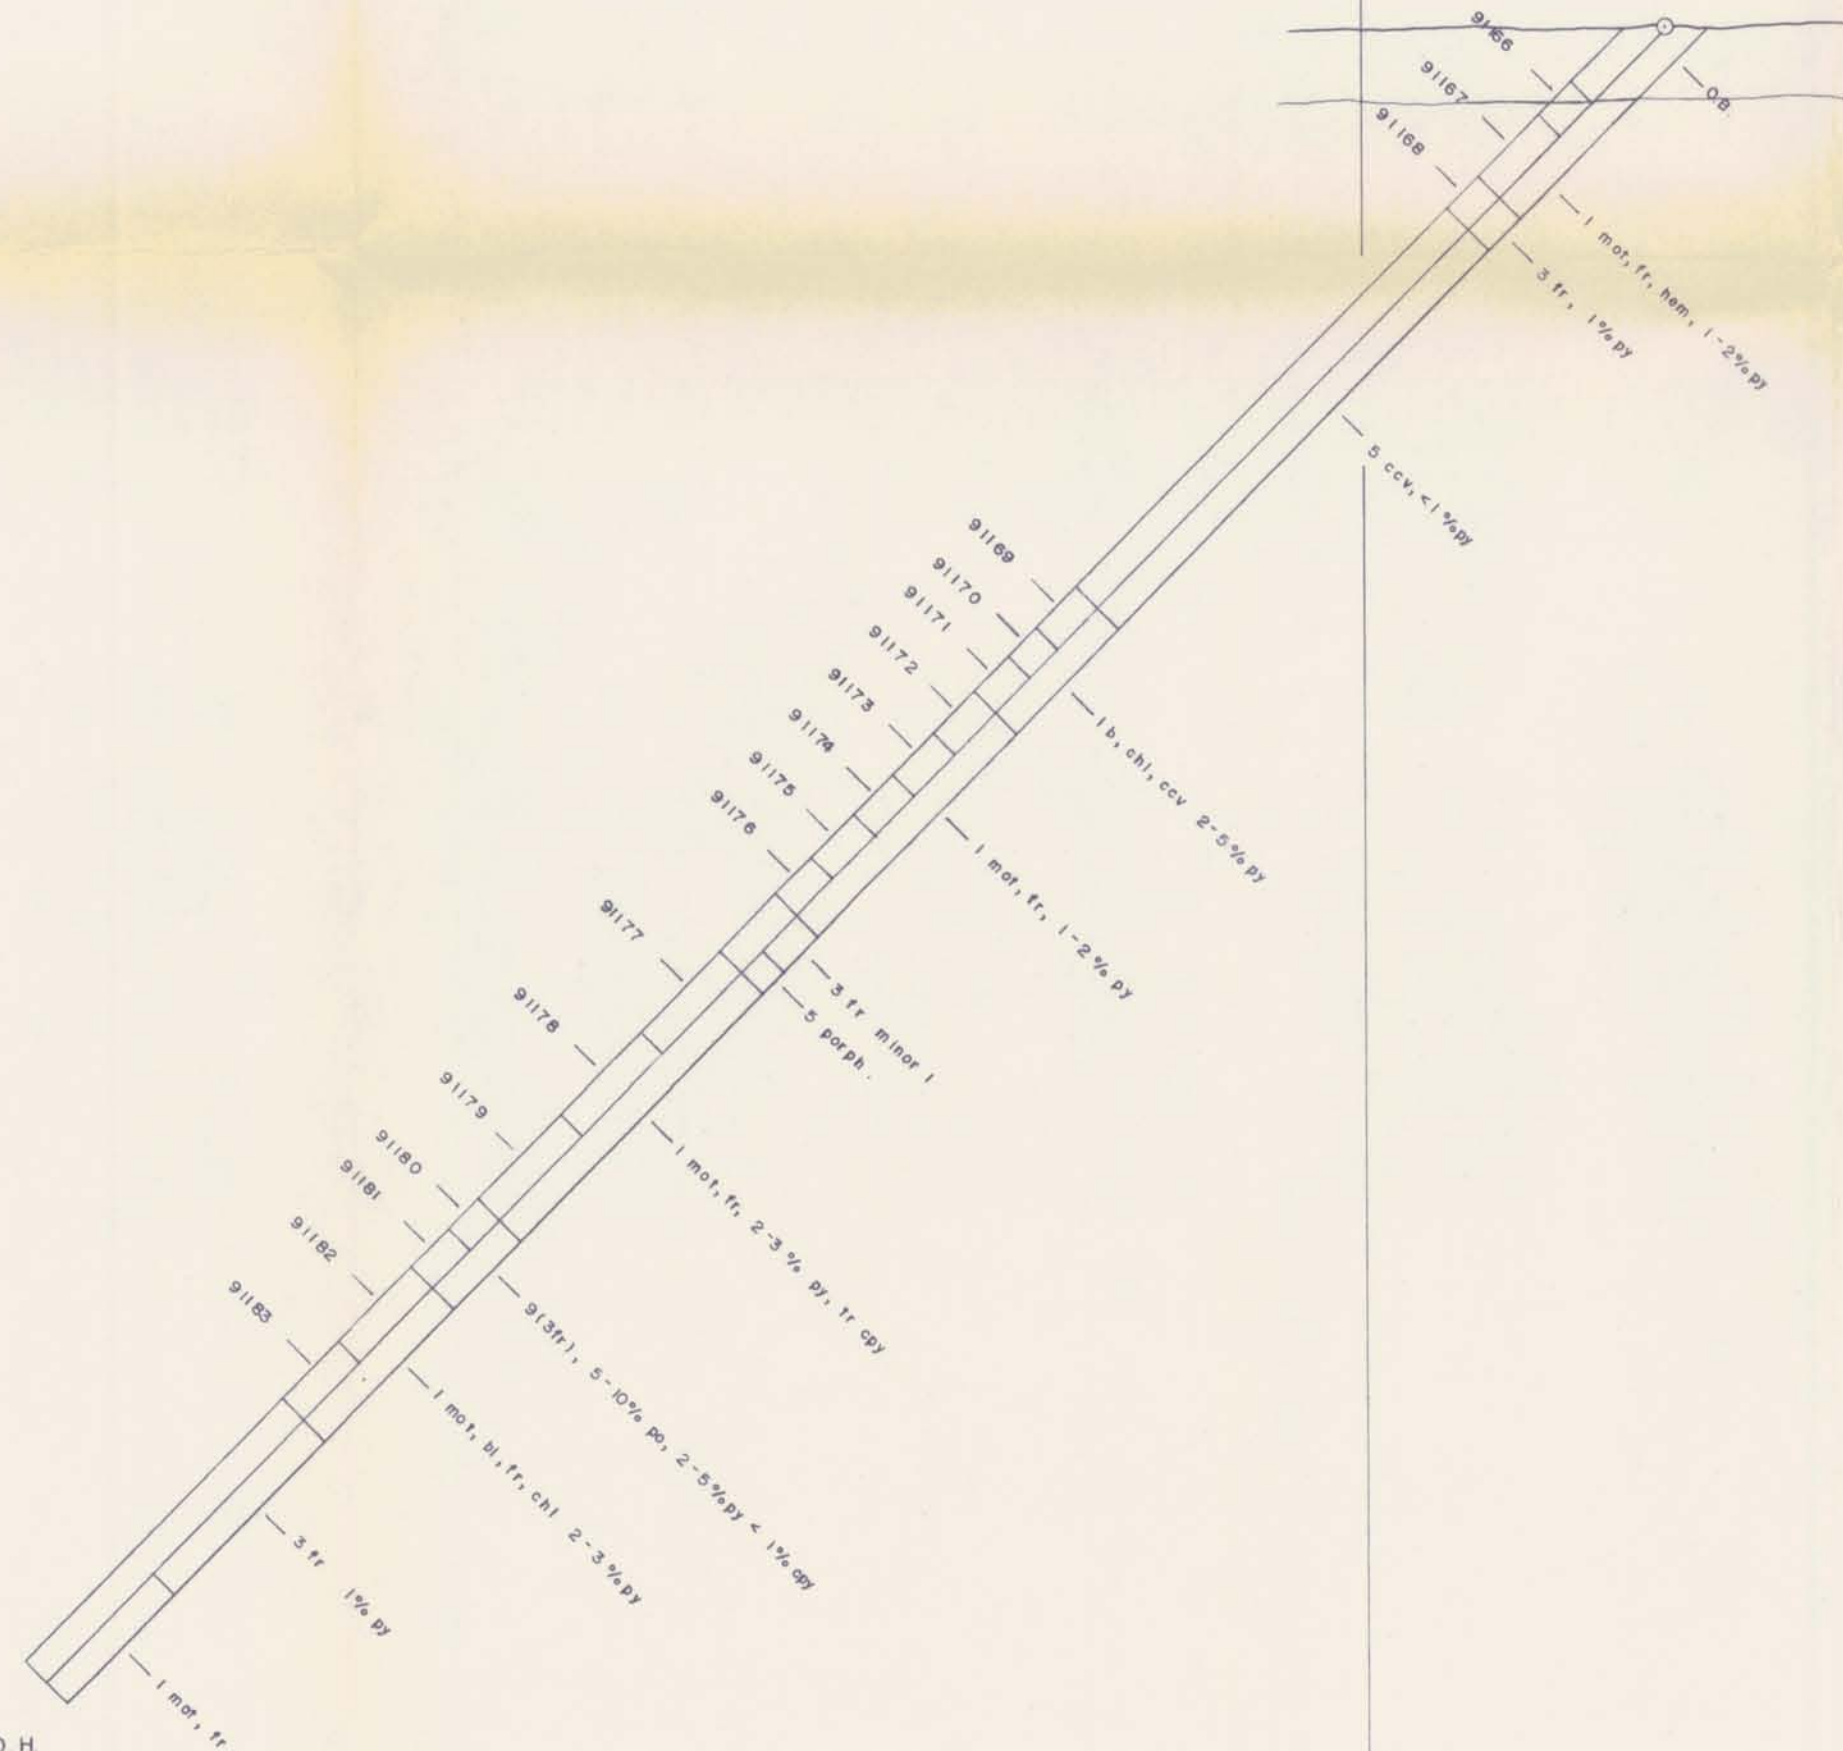 91166
91167
91168
O.B.
1 mot, fr, hem, 1-2% py
3 fr, 1% py
5 ccv, <1% py
91169
91170
91171
91172
91173
91174
91175
91176
1b, chl, ccv 2-5% py
1 mot, fr, 1-2% py
91177
3 fr minor 1
5 porph.
91178
91179
91180
91181
91182
91183
1 mot, fr, 2-3% py, tr cpy
9(3fr), 5-10% po, 2-5% py < 1% cpy
1 mot, bl, fr, chl 2-3% py
3 fr 1% py
1 mot, fr
H.